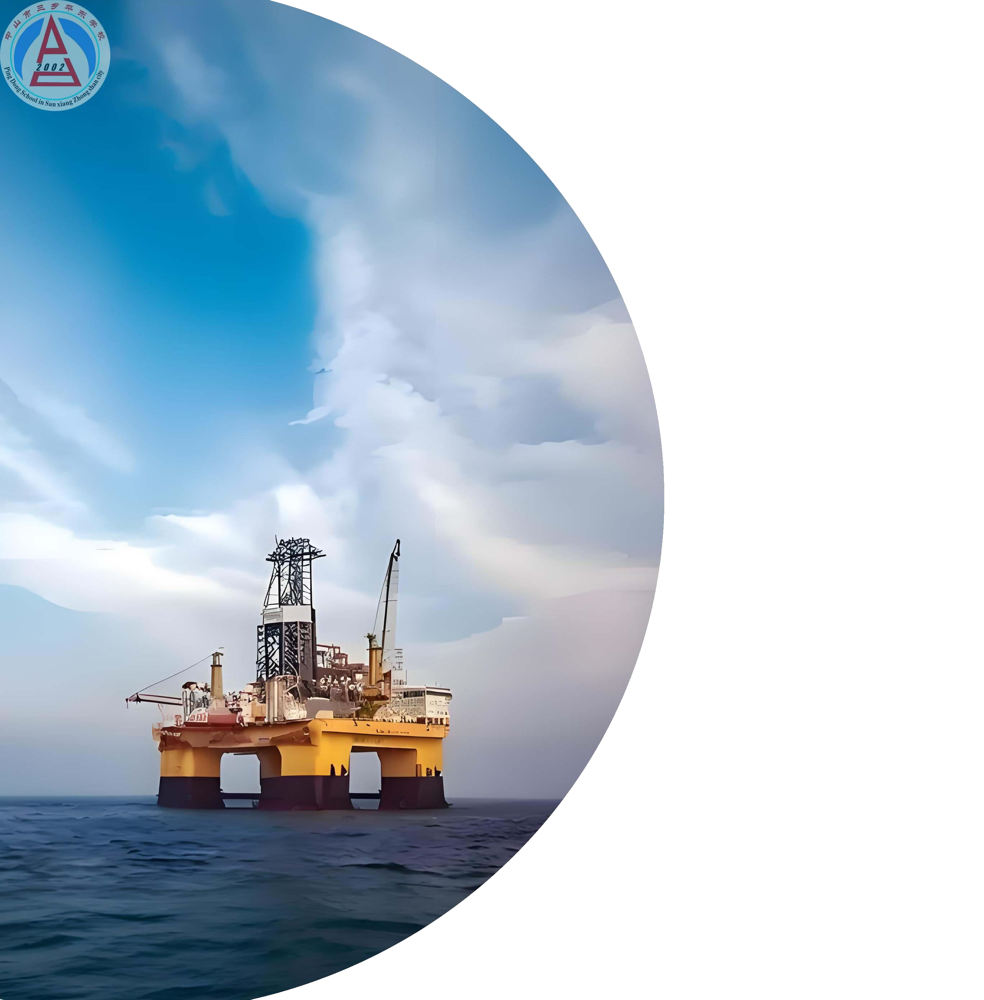 中山市三乡平东学校
2002
Ping Dong School in San xiang Zhong shan city